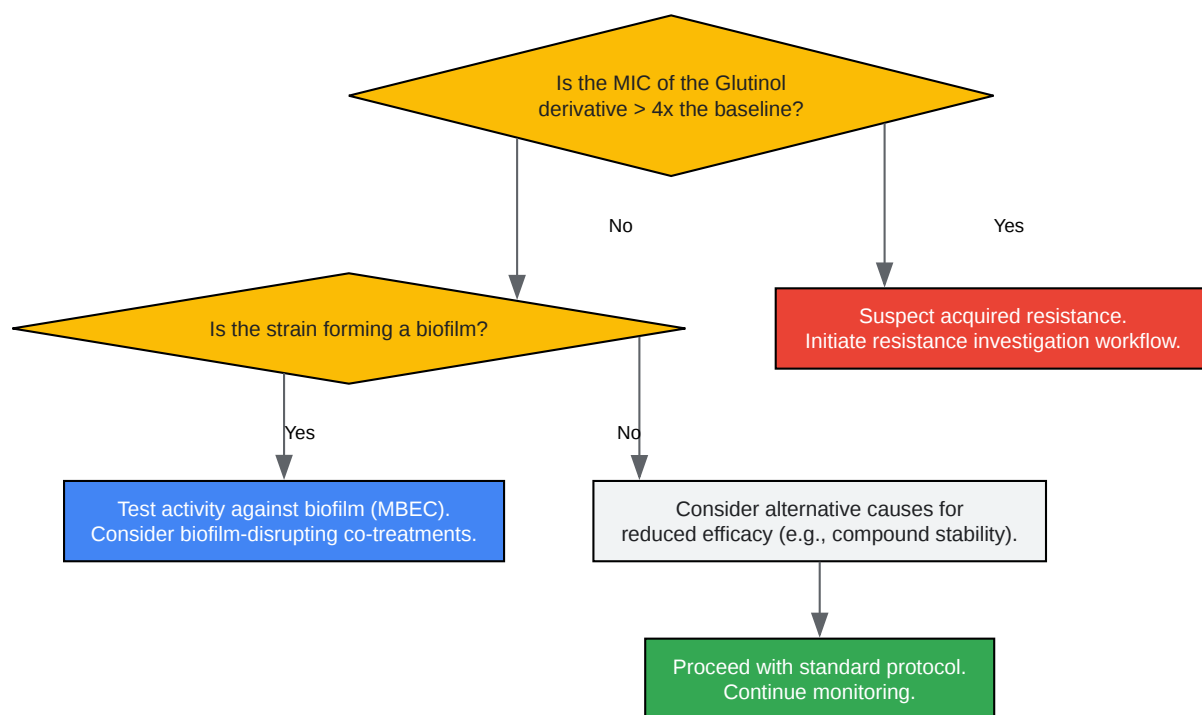 Is the MIC of the Glutinol
derivative > 4x the baseline?
No
Yes
Is the strain forming a biofilm?
Suspect acquired resistance.
Initiate resistance investigation workflow.
Yes
No
Test activity against biofilm (MBEC).
Consider biofilm-disrupting co-treatments.
Consider alternative causes for
reduced efficacy (e.g., compound stability).
Proceed with standard protocol.
Continue monitoring.